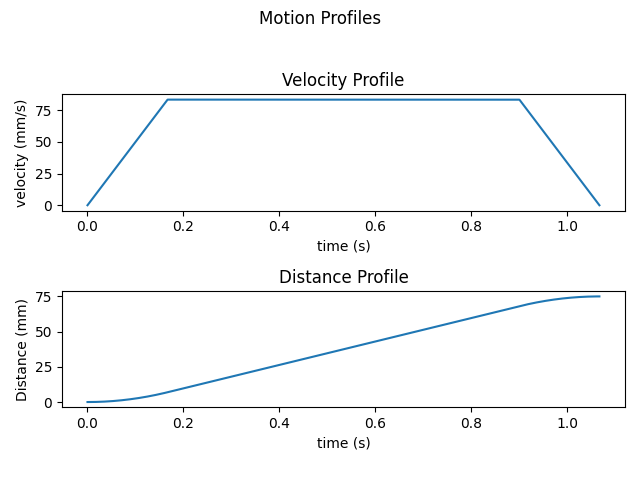 Motion Profiles
Velocity Profile
velocity (mm/s)
75
50
25
0
0.0 0.2 0.4 0.6 0.8 1.0
time (s)
Distance Profile
Distance (mm)
75
50
25
0
0.0 0.2 0.4 0.6 0.8 1.0
time (s)